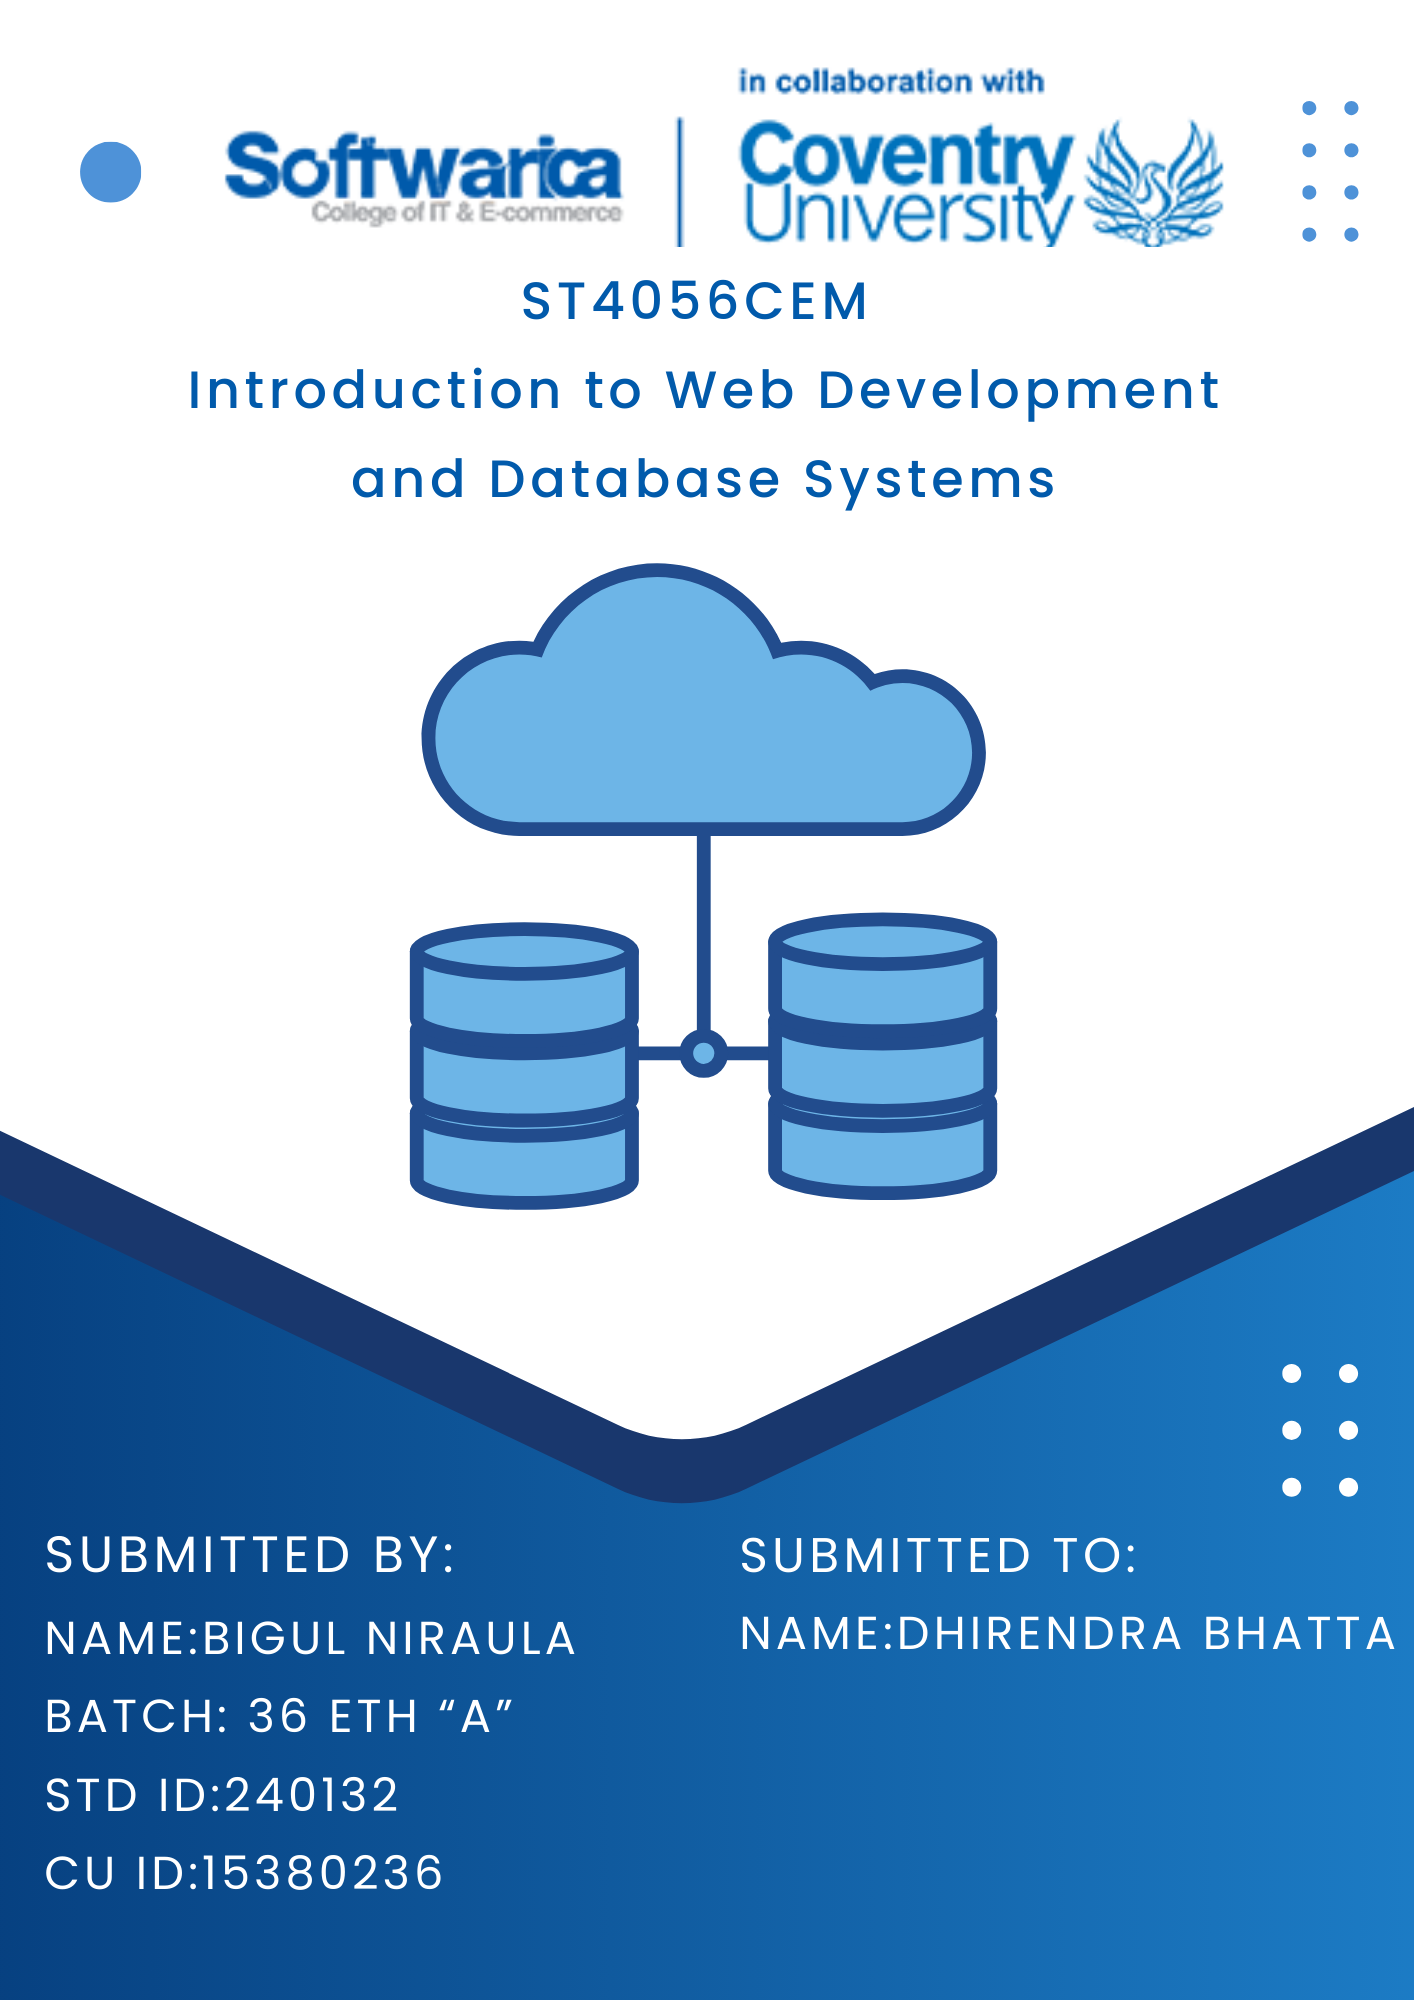 in collaboration with
Softwarica
College of IT & E-commerce
Coventry
University
ST4056CEM
Introduction to Web Development
and Database Systems
SUBMITTED BY:
NAME:BIGUL NIRAULA
BATCH: 36 ETH “A”
STD ID:240132
CU ID:15380236
SUBMITTED TO:
NAME:DHIRENDRA BHATTA